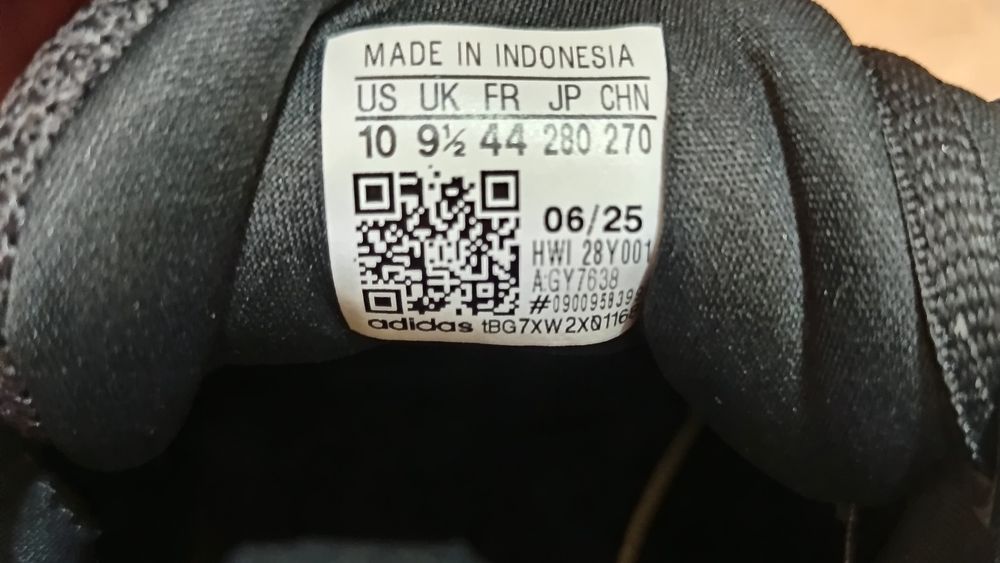 MADE IN INDONESIA
US UK FR JP CHN
10 9½ 44 280 270
06/25
HWI 28Y001
A:GY7638
adidas